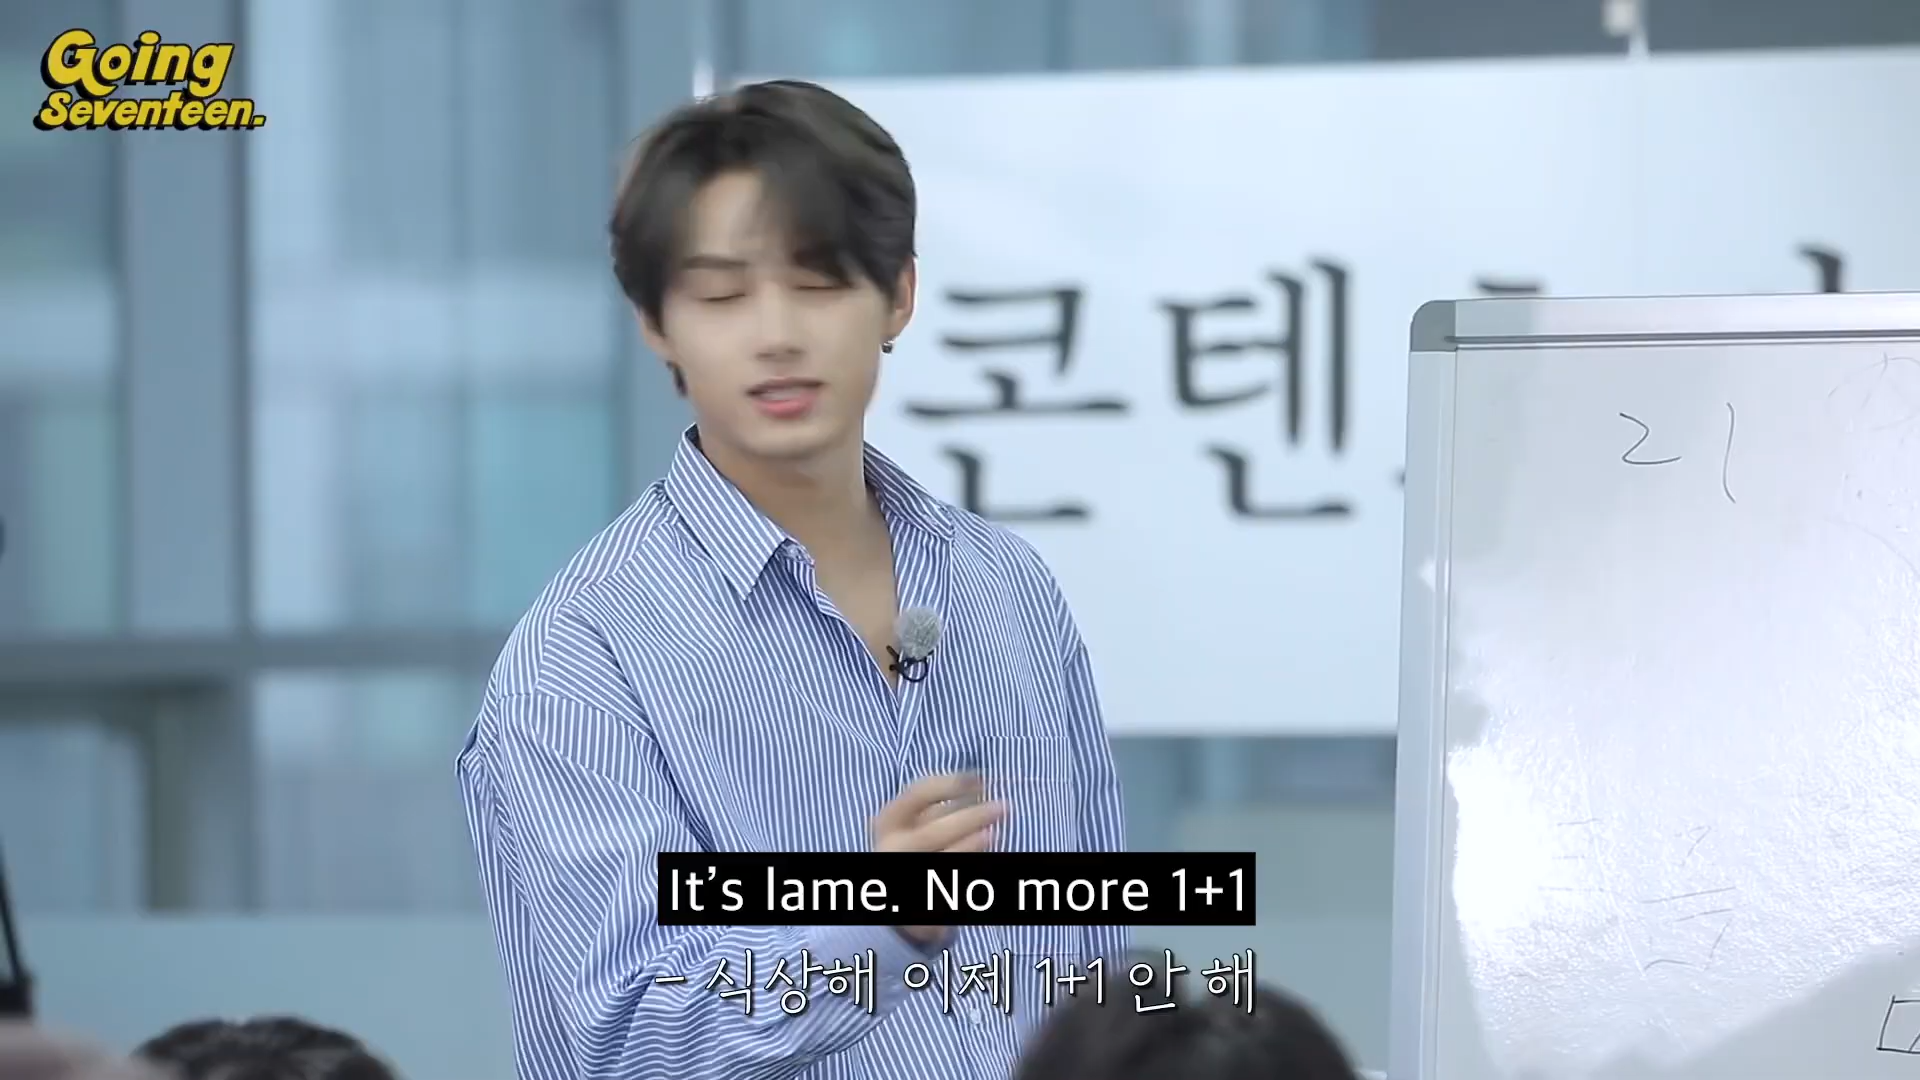 Going
Seventeen.
콘텐
21
It's lame. No more 1+1
- 식상해 이제 1+1 안 해